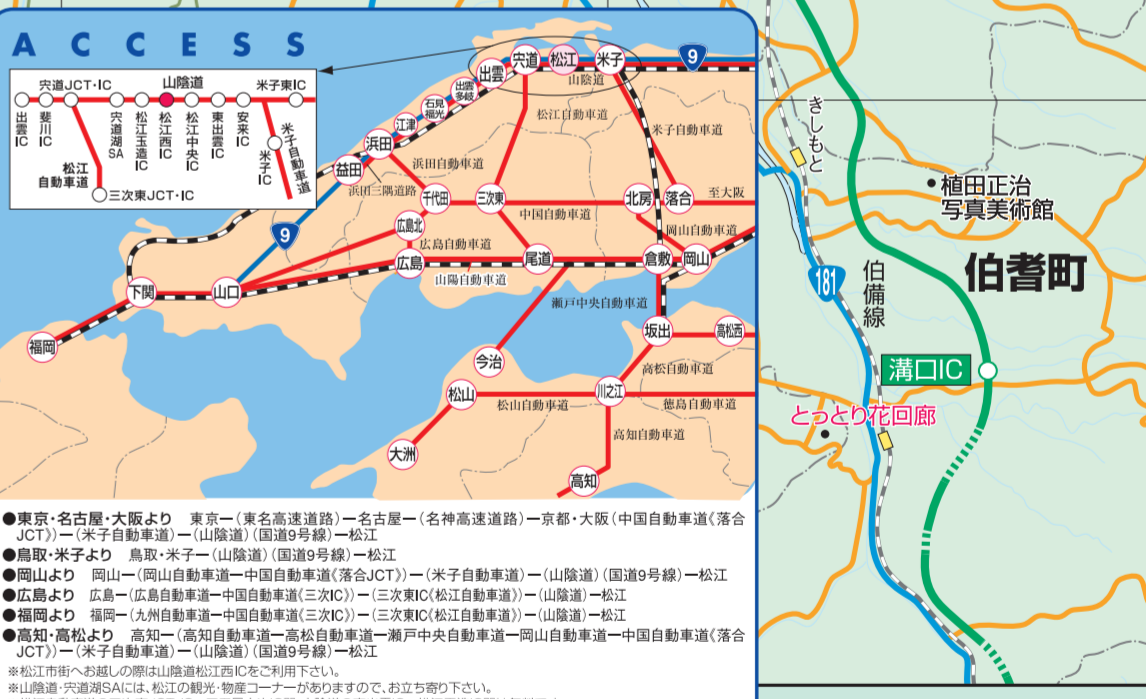 ACCESS
宍道JCT・IC
山陰道
米子東IC
出雲IC
斐川IC
宍道湖SA
松江玉造IC
松江西IC
松江中央IC
東出雲IC
安来IC
米子IC
米子自動車道
松江
自動車道
三次東JCT・IC
出雲
宍道
松江
米子
9
山陰道
出雲
多岐
石見
福光
江津
浜田
益田
松江自動車道
米子自動車道
浜田自動車道
浜田三隅道路
千代田
三次東
北房
落合
至大阪
中国自動車道
9
広島北
広島自動車道
岡山自動車道
広島
尾道
倉敷
岡山
山陽自動車道
下関
山口
瀬戸中央自動車道
福岡
坂出
高松西
今治
高松自動車道
松山
川之江
松山自動車道
徳島自動車道
高知自動車道
大洲
高知
●東京・名古屋・大阪より 東京ー(東名高速道路)ー名古屋ー(名神高速道路)ー京都・大阪(中国自動車道《落合
JCT》)ー(米子自動車道)ー(山陰道)(国道9号線)ー松江
●鳥取・米子より 鳥取・米子ー(山陰道)(国道9号線)ー松江
●岡山より 岡山ー(岡山自動車道ー中国自動車道《落合JCT》)ー(米子自動車道)ー(山陰道)(国道9号線)ー松江
●広島より 広島ー(広島自動車道ー中国自動車道《三次IC》)ー(三次東IC《松江自動車道》)ー(山陰道)ー松江
●福岡より 福岡ー(九州自動車道ー中国自動車道《三次IC》)ー(三次東IC《松江自動車道》)ー(山陰道)ー松江
●高知・高松より 高知ー(高知自動車道ー高松自動車道ー瀬戸中央自動車道ー岡山自動車道ー中国自動車道《落合
JCT》)ー(米子自動車道)ー(山陰道)(国道9号線)ー松江
※松江市街へお越しの際は山陰道松江西ICをご利用下さい。
※山陰道・宍道湖SAには、松江の観光・物産コーナーがありますので、お立ち寄り下さい。
きしもと
植田正治
写真美術館
伯耆町
181
伯備線
溝口IC
とっとり花回廊